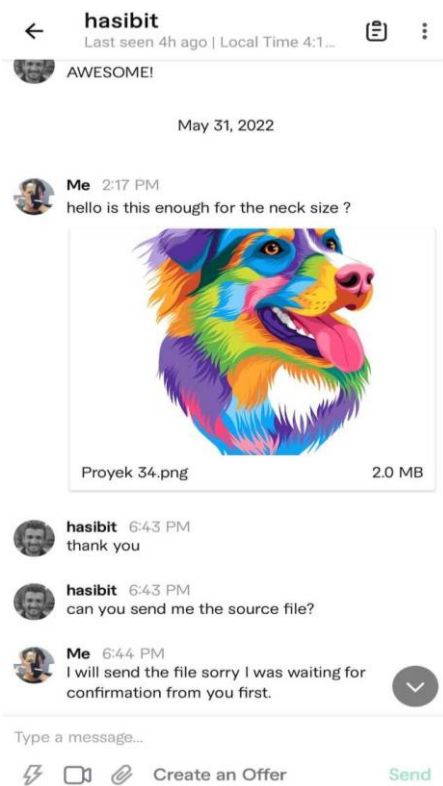 hasibit
Last seen 4h ago | Local Time 4:1...
AWESOME!
May 31, 2022
Me 2:17 PM
hello is this enough for the neck size ?
Proyek 34.png 2.0 MB
hasibit 6:43 PM
thank you
hasibit 6:43 PM
can you send me the source file?
Me 6:44 PM
I will send the file sorry I was waiting for
confirmation from you first.
Type a message...
Create an Offer Send